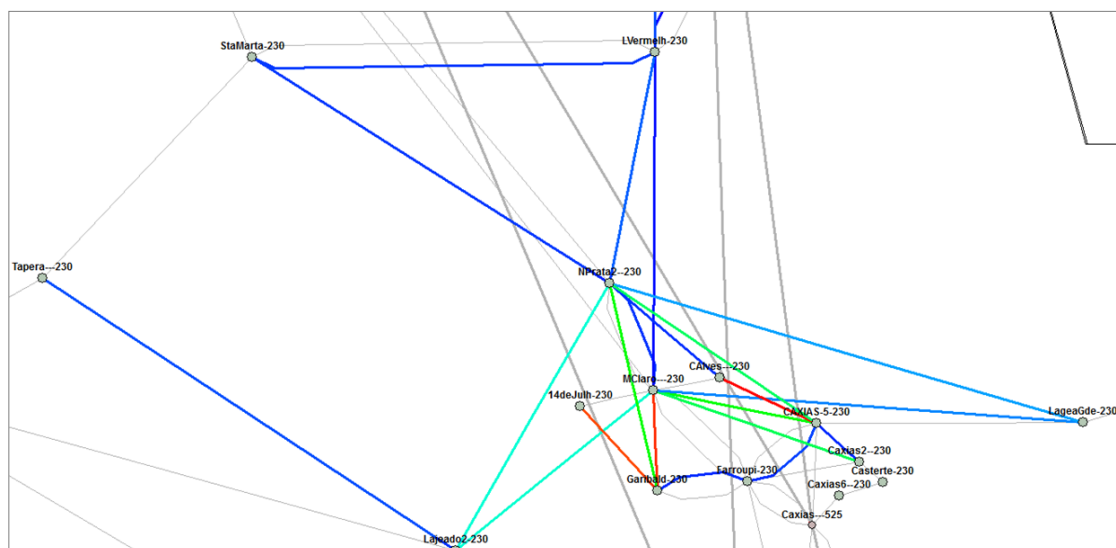 LVermelh-230
StaMarta-230
Tapera---230
NPrata2--230
CAlves---230
MClaro---230
14deJulh-230
CAXIAS-5-230
LageaGde-230
Caxias2--230
Farroupi-230
Casterte-230
Garibald-230
Caxias6--230
Caxias---525
Lajeado2-230